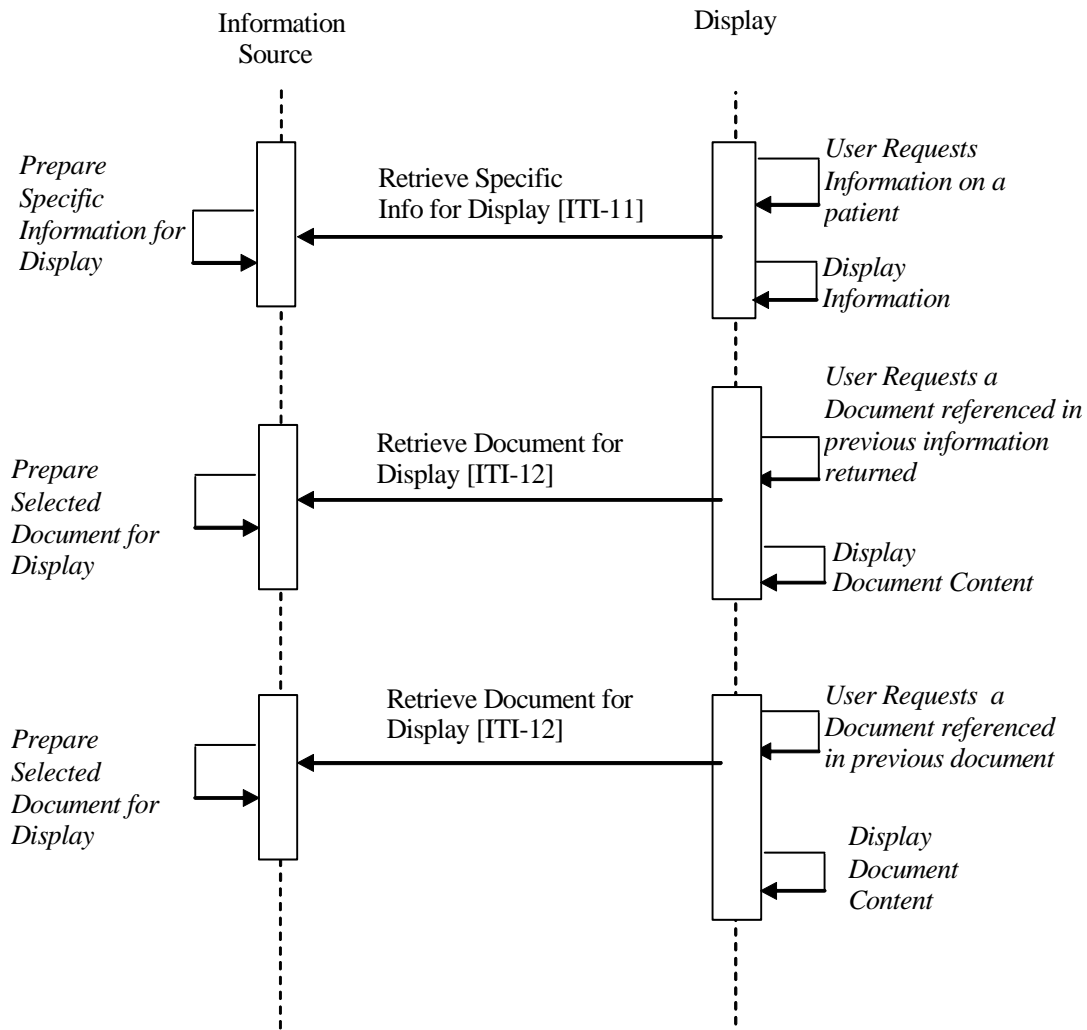 Information
Source
Display
Prepare
Specific
Information for
Display
Retrieve Specific
Info for Display [ITI-11]
User Requests
Information on a
patient
Display
Information
Prepare
Selected
Document for
Display
Retrieve Document for
Display [ITI-12]
User Requests a
Document referenced in
previous information
returned
Display
Document Content
Prepare
Selected
Document for
Display
Retrieve Document for
Display [ITI-12]
User Requests  a
Document referenced
in previous document
Display
Document
Content